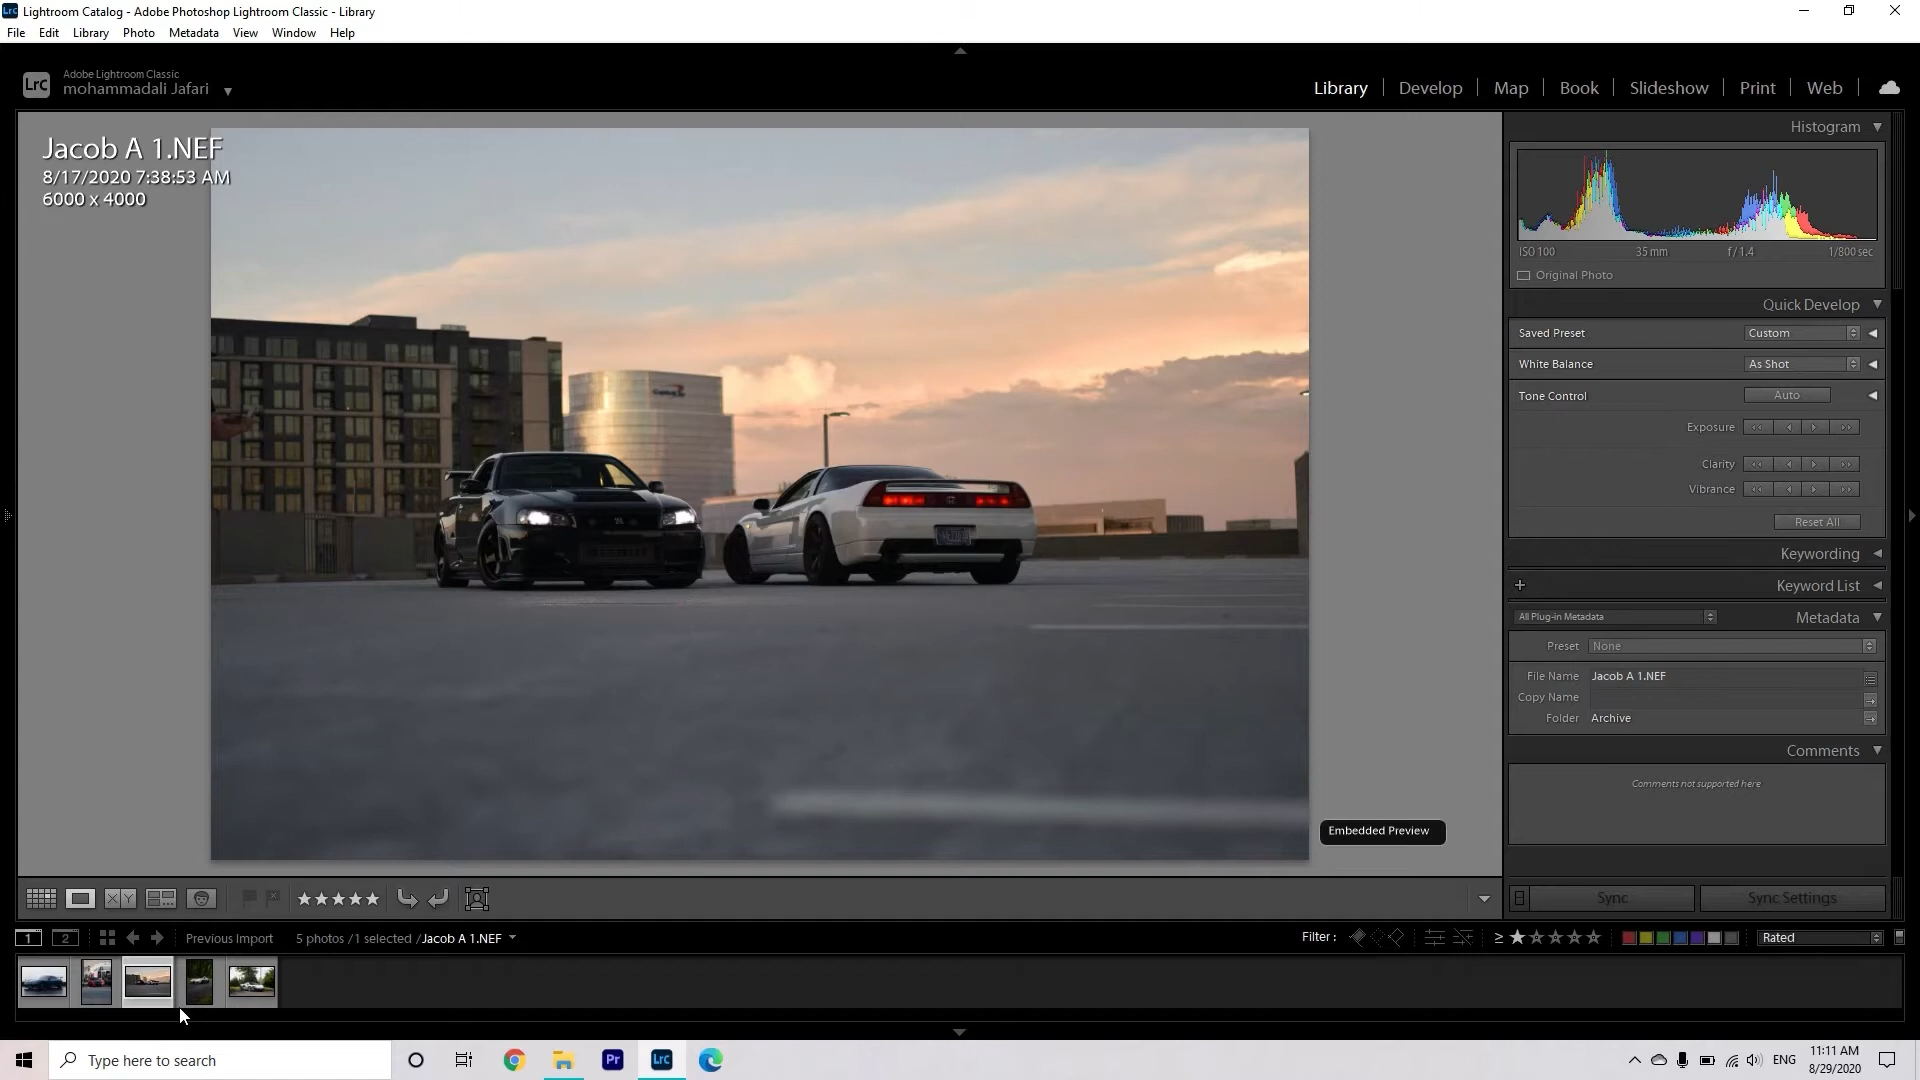 Lightroom Catalog - Adobe Photoshop Lightroom Classic - Library
File Edit Library Photo Metadata View Window Help
Lrc
Adobe Lightroom Classic
mohammadali Jafari
Library Develop Map Book Slideshow Print Web
Jacob A 1.NEF
8/17/2020 7:38:53 AM
6000 x 4000
Histogram
ISO 100 35 mm f / 1.4 1/800 sec
Original Photo
Quick Develop
Saved Preset Custom
White Balance As Shot
Tone Control Auto
Exposure
Clarity
Vibrance
Reset All
Keywording
+ Keyword List
All Plug-in Metadata Metadata
Preset None
File Name Jacob A 1.NEF
Copy Name
Folder Archive
Comments
Comments not supported here
Embedded Preview
X Y
Sync Sync Settings
1 2 Previous Import 5 photos / 1 selected / Jacob A 1.NEF
Filter : ≥ Rated
Type here to search
Pr Lrc
ENG
11:11 AM
8/29/2020